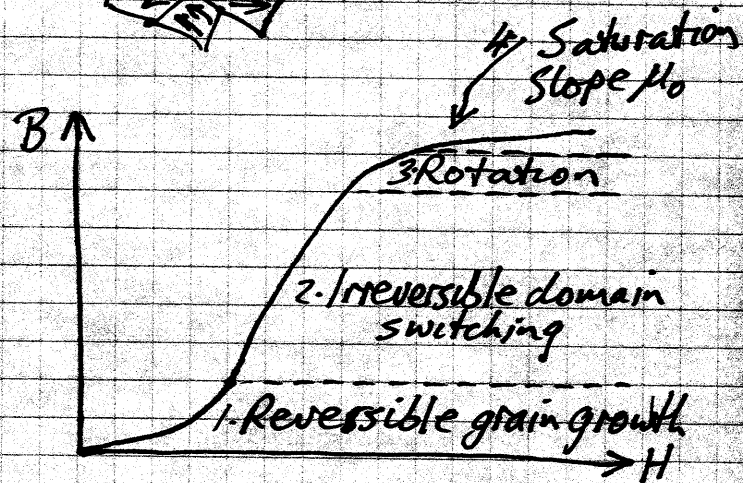 4. Saturation
Slope μ₀
B
3. Rotation
2. Irreversible domain
switching
1. Reversible grain growth
H